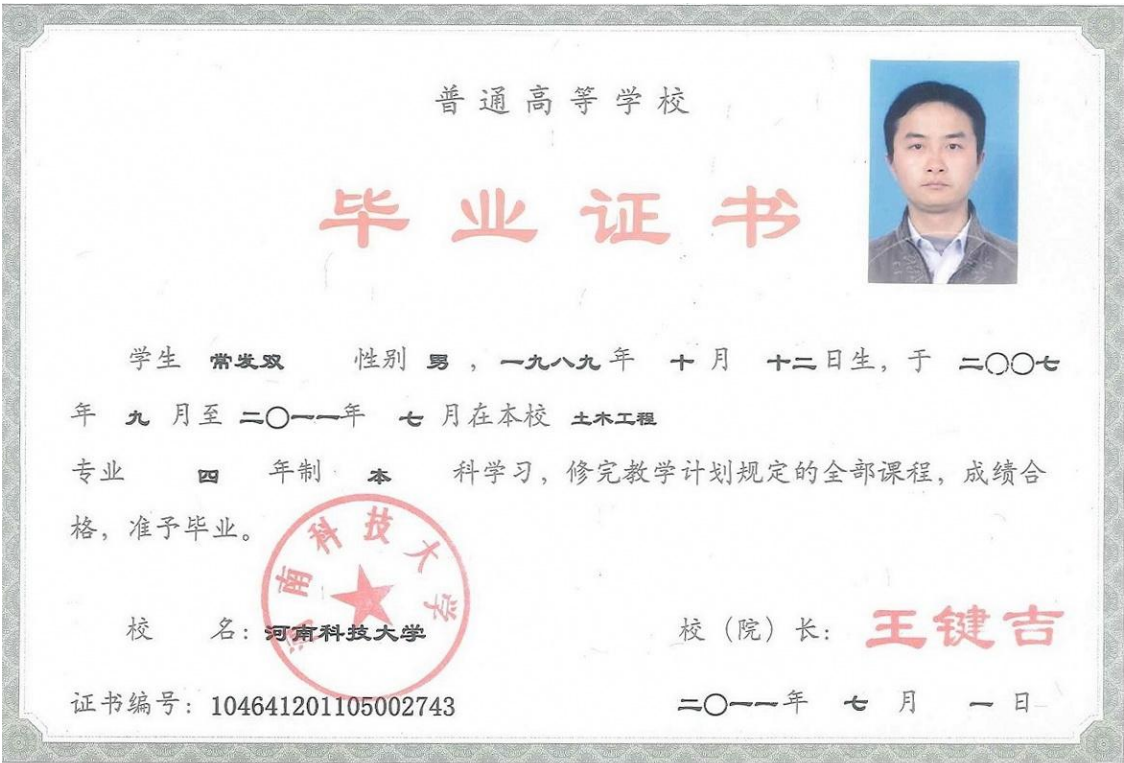 普通高等学校
毕业证书
学生 常发双 性别 男 ，一九八九年 十 月 十二日生，于 二〇〇七
年 九 月至 二〇一一年 七 月在本校 土木工程
专业 四 年制 本 科学习，修完教学计划规定的全部课程，成绩合
格，准予毕业。
河南科技大学
校 名：河南科技大学 校（院）长：王键吉
证书编号：104641201105002743 二〇一一年 七 月 一 日